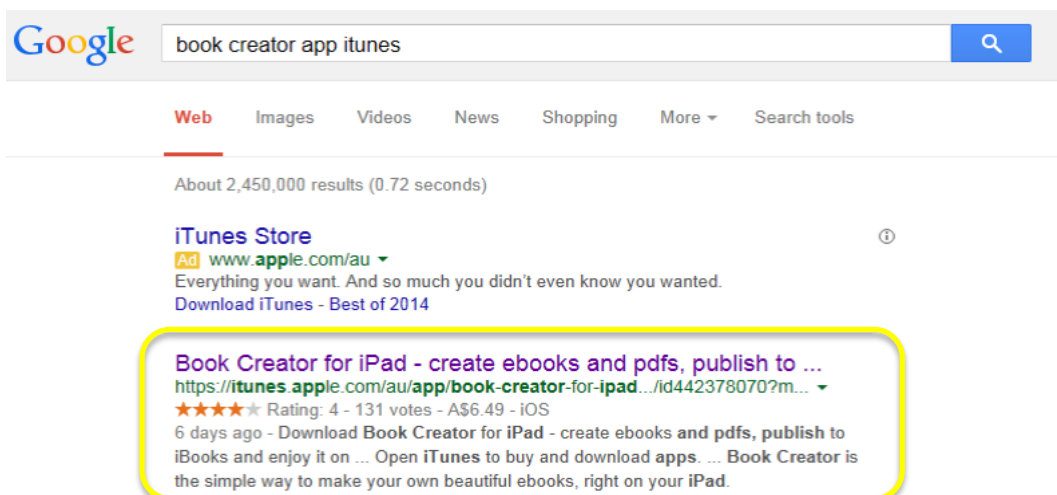 Google book creator app itunes
Web Images Videos News Shopping More Search tools
About 2,450,000 results (0.72 seconds)
iTunes Store
Ad www.apple.com/au
Everything you want. And so much you didn't even know you wanted.
Download iTunes - Best of 2014
Book Creator for iPad - create ebooks and pdfs, publish to ...
https://itunes.apple.com/au/app/book-creator-for-ipad.../id442378070?m...
Rating: 4 - 131 votes - A$6.49 - iOS
6 days ago - Download Book Creator for iPad - create ebooks and pdfs, publish to
iBooks and enjoy it on ... Open iTunes to buy and download apps. ... Book Creator is
the simple way to make your own beautiful ebooks, right on your iPad.